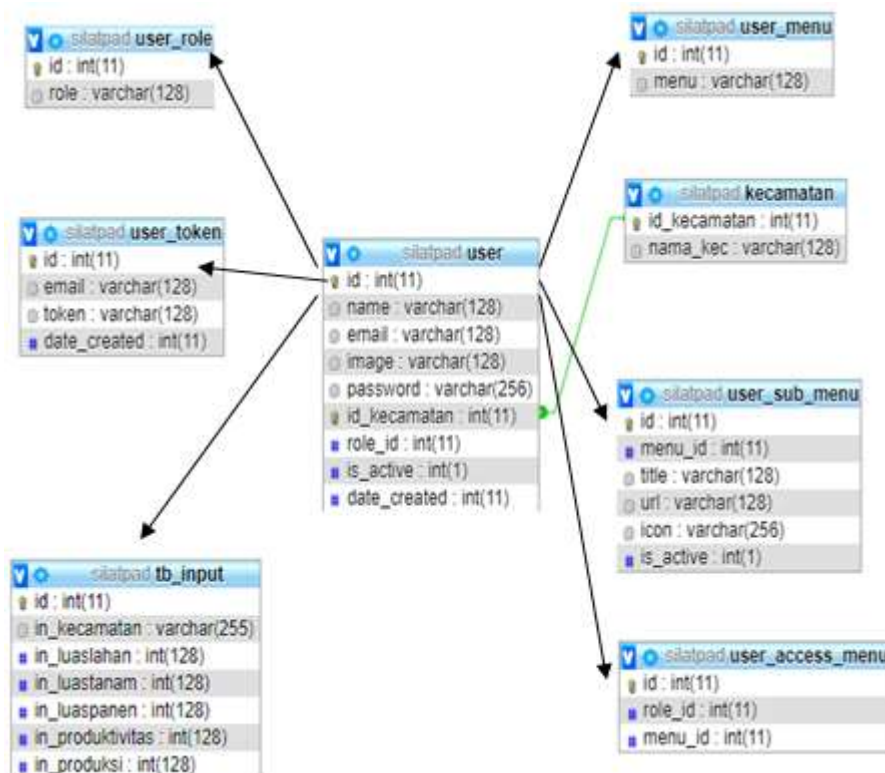 silatpad user_role
id : int(11)
role : varchar(128)
silatpad user_menu
id : int(11)
menu : varchar(128)
silatpad user_token
id : int(11)
email : varchar(128)
token : varchar(128)
date_created : int(11)
silatpad user
id : int(11)
name : varchar(128)
email : varchar(128)
image : varchar(128)
password : varchar(256)
id_kecamatan : int(11)
role_id : int(11)
is_active : int(1)
date_created : int(11)
silatpad kecamatan
id_kecamatan : int(11)
nama_kec : varchar(128)
silatpad user_sub_menu
id : int(11)
menu_id : int(11)
title : varchar(128)
url : varchar(128)
icon : varchar(256)
is_active : int(1)
silatpad tb_input
id : int(11)
in_kecamatan : varchar(255)
in_luaslahan : int(128)
in_luastanam : int(128)
in_luaspanen : int(128)
in_produktivitas : int(128)
in_produksi : int(128)
silatpad user_access_menu
id : int(11)
role_id : int(11)
menu_id : int(11)